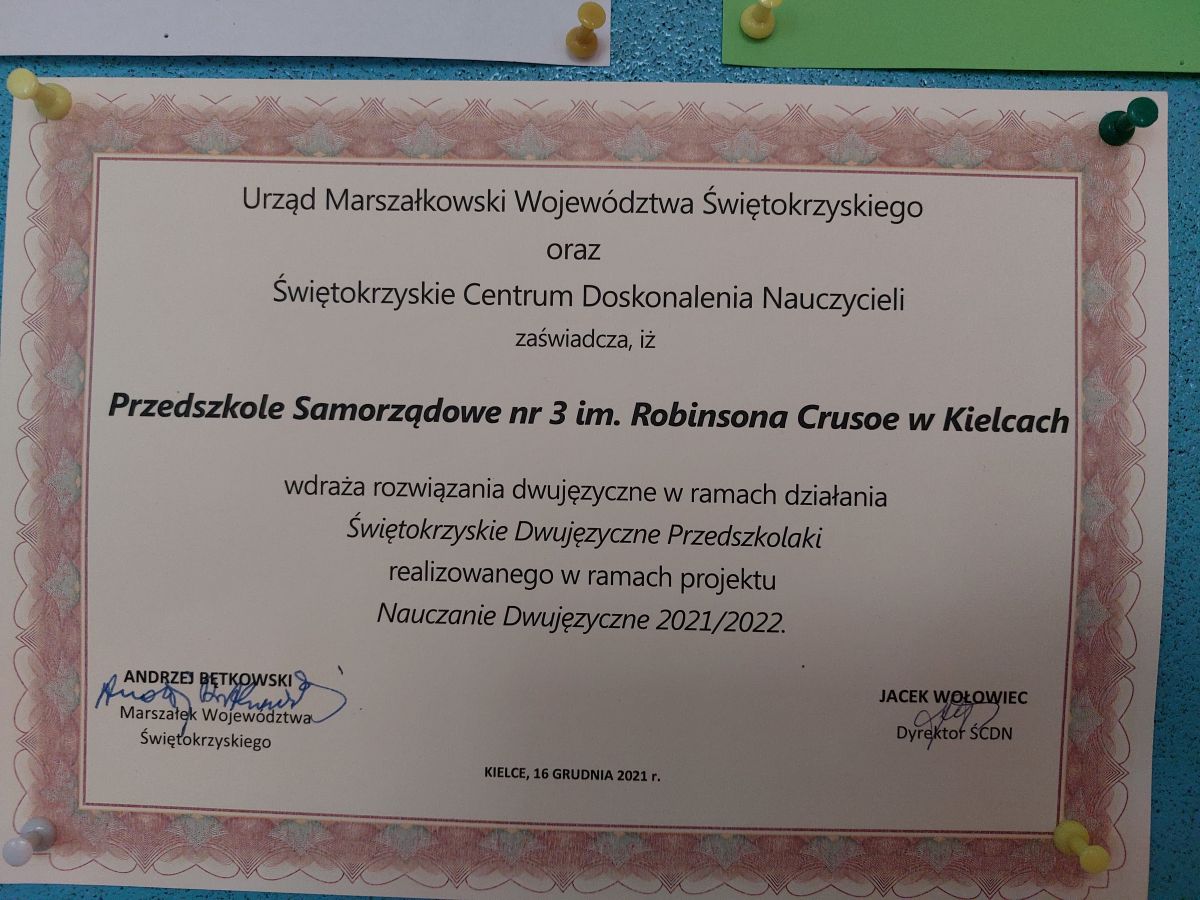 Urząd Marszałkowski Województwa Świętokrzyskiego
oraz
Świętokrzyskie Centrum Doskonalenia Nauczycieli
zaświadcza, iż
Przedszkole Samorządowe nr 3 im. Robinsona Crusoe w Kielcach
wdraża rozwiązania dwujęzyczne w ramach działania
Świętokrzyskie Dwujęzyczne Przedszkolaki
realizowanego w ramach projektu
Nauczanie Dwujęzyczne 2021/2022.
ANDRZEJ BĘTKOWSKI
Marszałek Województwa
Świętokrzyskiego
JACEK WOŁOWIEC
Dyrektor ŚCDN
KIELCE, 16 GRUDNIA 2021 r.